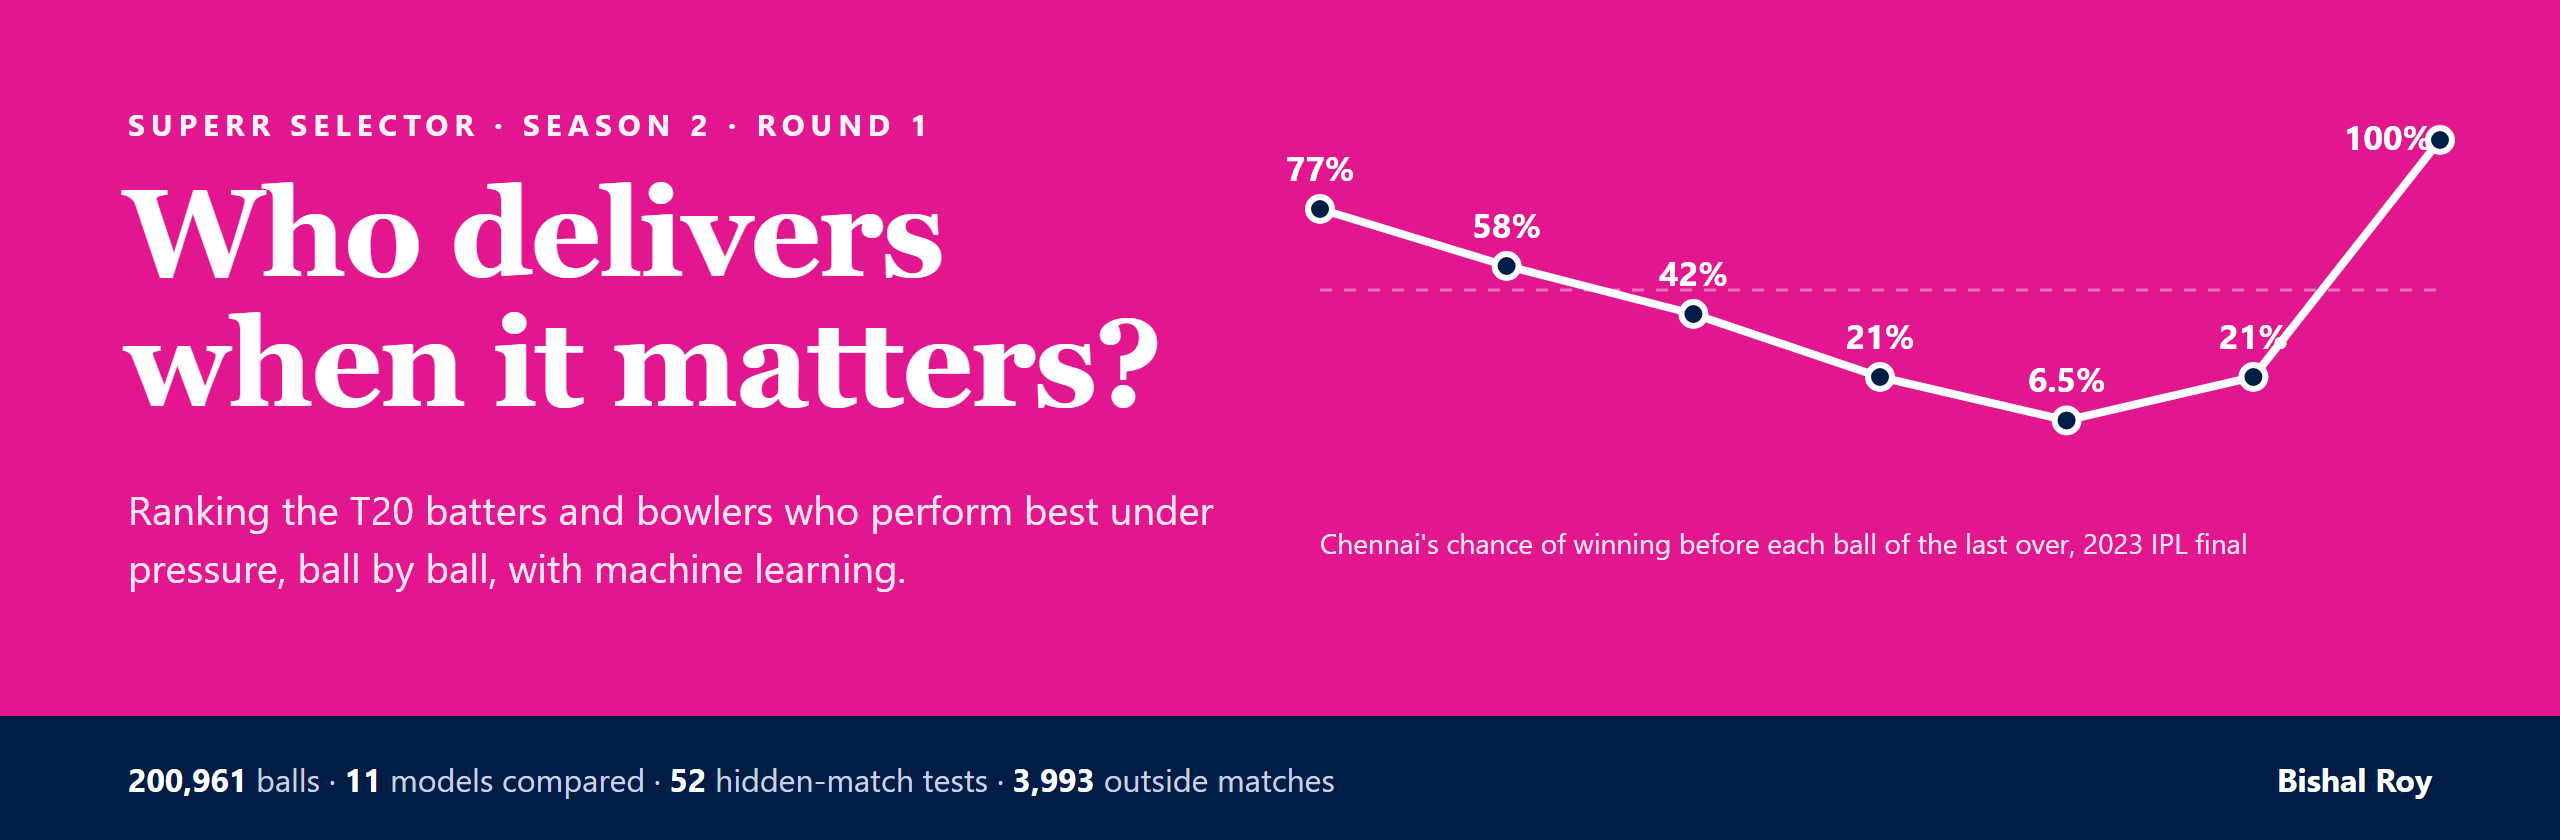 SUPERR SELECTOR · SEASON 2 · ROUND 1
Who delivers
when it matters?
Ranking the T20 batters and bowlers who perform best under
pressure, ball by ball, with machine learning.
77%
58%
42%
21%
6.5%
21%
100%
Chennai's chance of winning before each ball of the last over, 2023 IPL final
200,961 balls · 11 models compared · 52 hidden-match tests · 3,993 outside matches
Bishal Roy